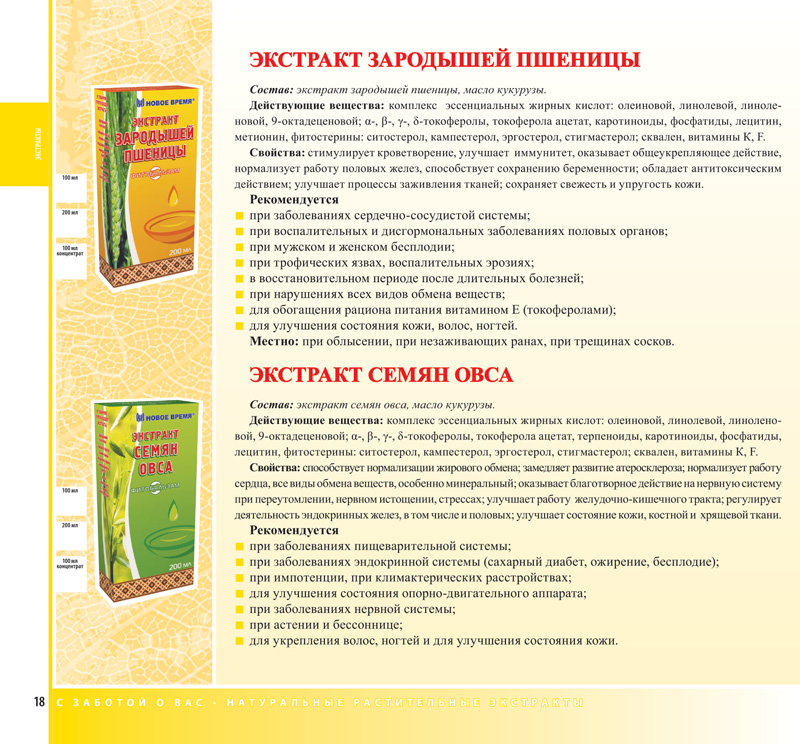 ЭКСТРАКТ ЗАРОДЫШЕЙ ПШЕНИЦЫ
Состав: экстракт зародышей пшеницы, масло кукурузы.
Действующие вещества: комплекс эссенциальных жирных кислот: олеиновой, линолевой, линоле-
новой, 9-октадеценовой; α-, β-, γ-, δ-токоферолы, токоферола ацетат, каротиноиды, фосфатиды, лецитин,
метионин, фитостерины: ситостерол, кампестерол, эргостерол, стигмастерол; сквален, витамины K, F.
Свойства: стимулирует кроветворение, улучшает иммунитет, оказывает общеукрепляющее действие,
нормализует работу половых желез, способствует сохранению беременности; обладает антитоксическим
действием; улучшает процессы заживления тканей; сохраняет свежесть и упругость кожи.
Рекомендуется
при заболеваниях сердечно-сосудистой системы;
при воспалительных и дисгормональных заболеваниях половых органов;
при мужском и женском бесплодии;
при трофических язвах, воспалительных эрозиях;
в восстановительном периоде после длительных болезней;
при нарушениях всех видов обмена веществ;
для обогащения рациона питания витамином Е (токоферолами);
для улучшения состояния кожи, волос, ногтей.
Местно: при облысении, при незаживающих ранах, при трещинах сосков.
ЭКСТРАКТЫ
НОВОЕ ВРЕМЯ®
ЭКСТРАКТ
ЗАРОДЫШЕЙ
ПШЕНИЦЫ
ФИТОБАЛЬЗАМ
200 МЛ
100 мл
200 мл
100 мл
концентрат
ЭКСТРАКТ СЕМЯН ОВСА
Состав: экстракт семян овса, масло кукурузы.
Действующие вещества: комплекс эссенциальных жирных кислот: олеиновой, линолевой, линолено-
вой, 9-октадеценовой; α-, β-, γ-, δ-токоферолы, токоферола ацетат, терпеноиды, каротиноиды, фосфатиды,
лецитин, фитостерины: ситостерол, кампестерол, эргостерол, стигмастерол; сквален, витамины K, F.
Свойства: способствует нормализации жирового обмена; замедляет развитие атеросклероза; нормализует работу
сердца, все виды обмена веществ, особенно минеральный; оказывает благотворное действие на нервную систему
при переутомлении, нервном истощении, стрессах; улучшает работу желудочно-кишечного тракта; регулирует
деятельность эндокринных желез, в том числе и половых; улучшает состояние кожи, костной и хрящевой ткани.
Рекомендуется
при заболеваниях пищеварительной системы;
при заболеваниях эндокринной системы (сахарный диабет, ожирение, бесплодие);
при импотенции, при климактерических расстройствах;
для улучшения состояния опорно-двигательного аппарата;
при заболеваниях нервной системы;
при астении и бессоннице;
для укрепления волос, ногтей и для улучшения состояния кожи.
НОВОЕ ВРЕМЯ®
ЭКСТРАКТ
СЕМЯН
ОВСА
ФИТОБАЛЬЗАМ
200 МЛ
100 мл
200 мл
100 мл
концентрат
18 С ЗАБОТОЙ О ВАС • НАТУРАЛЬНЫЕ РАСТИТЕЛЬНЫЕ ЭКСТРАКТЫ